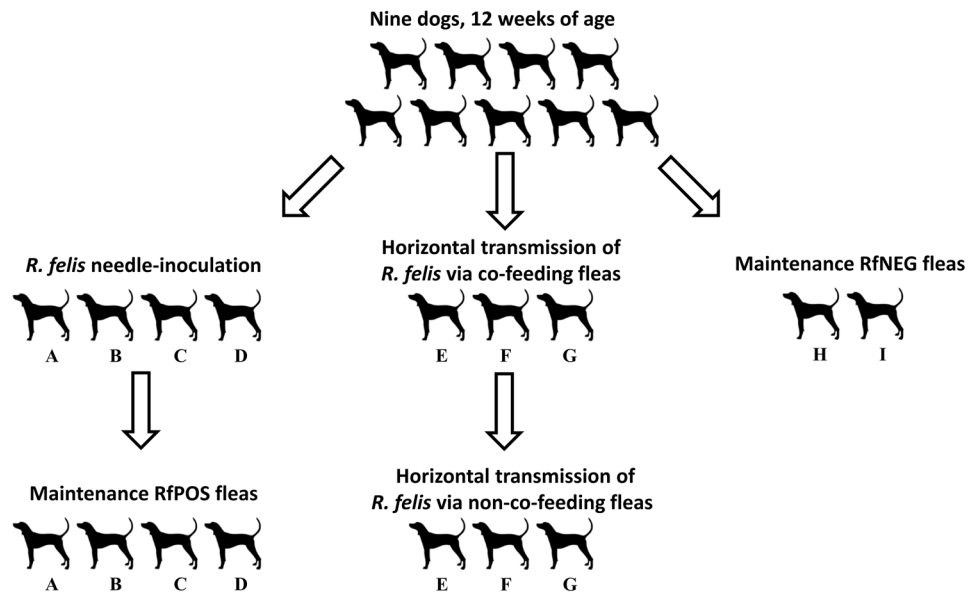 Nine dogs, 12 weeks of age
R. felis needle-inoculation
A B C D
Horizontal transmission of
R. felis via co-feeding fleas
E F G
Maintenance RfNEG fleas
H I
Maintenance RfPOS fleas
A B C D
Horizontal transmission of
R. felis via non-co-feeding fleas
E F G